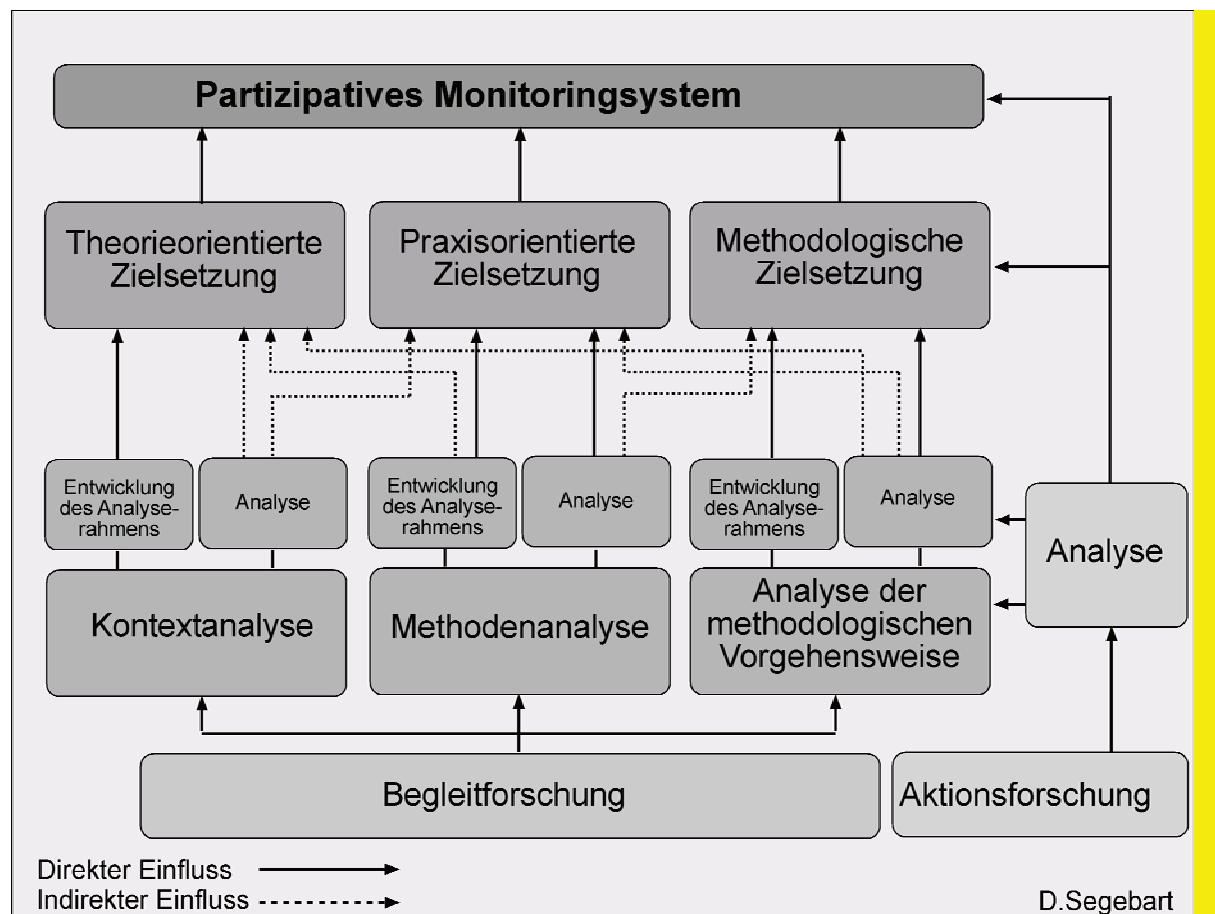 Partizipatives Monitoringsystem
Theorieorientierte
Zielsetzung
Praxisorientierte
Zielsetzung
Methodologische
Zielsetzung
Entwicklung
des Analyse-
rahmens
Analyse
Entwicklung
des Analyse-
rahmens
Analyse
Entwicklung
des Analyse-
rahmens
Analyse
Analyse
Kontextanalyse
Methodenanalyse
Analyse der
methodologischen
Vorgehensweise
Begleitforschung
Aktionsforschung
Direkter Einfluss
Indirekter Einfluss
D.Segebart